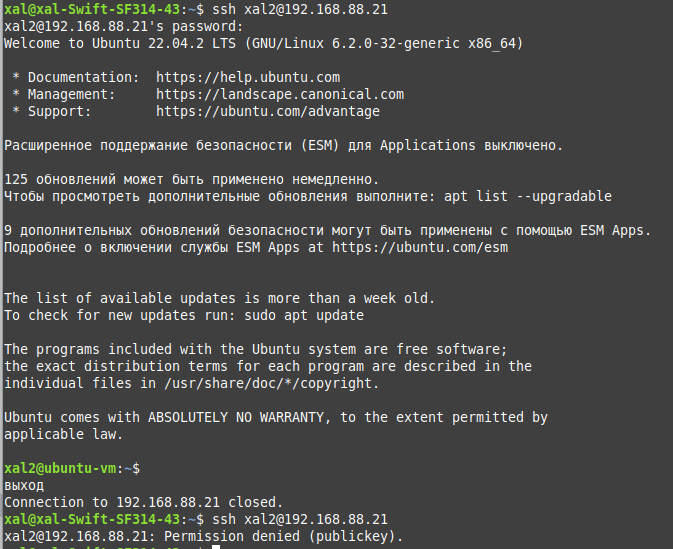 xal@xal-Swift-SF314-43:~$ ssh xal2@192.168.88.21
xal2@192.168.88.21's password:
Welcome to Ubuntu 22.04.2 LTS (GNU/Linux 6.2.0-32-generic x86_64)
* Documentation:  https://help.ubuntu.com
* Management:     https://landscape.canonical.com
* Support:        https://ubuntu.com/advantage
Расширенное поддержание безопасности (ESM) для Applications выключено.
125 обновлений может быть применено немедленно.
Чтобы просмотреть дополнительные обновления выполните: apt list --upgradable
9 дополнительных обновлений безопасности могут быть применены с помощью ESM Apps.
Подробнее о включении службы ESM Apps at https://ubuntu.com/esm
The list of available updates is more than a week old.
To check for new updates run: sudo apt update
The programs included with the Ubuntu system are free software;
the exact distribution terms for each program are described in the
individual files in /usr/share/doc/*/copyright.
Ubuntu comes with ABSOLUTELY NO WARRANTY, to the extent permitted by
applicable law.
xal2@ubuntu-vm:~$
выход
Connection to 192.168.88.21 closed.
xal@xal-Swift-SF314-43:~$ ssh xal2@192.168.88.21
xal2@192.168.88.21: Permission denied (publickey).